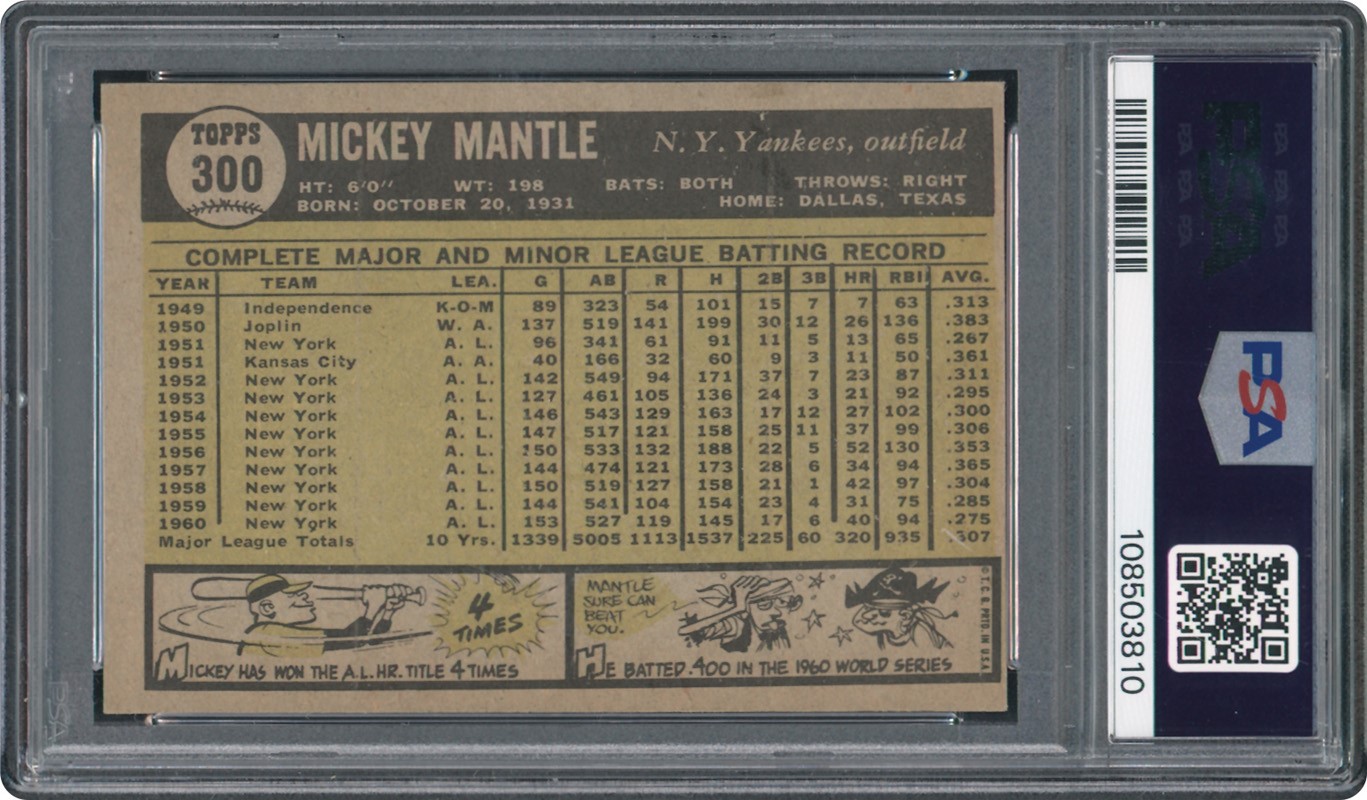 TOPPS
300
MICKEY MANTLE
N. Y. Yankees, outfield
HT: 6'0" WT: 198 BATS: BOTH THROWS: RIGHT
BORN: OCTOBER 20, 1931 HOME: DALLAS, TEXAS
COMPLETE MAJOR AND MINOR LEAGUE BATTING RECORD
YEAR TEAM LEA. G AB R H 2B 3B HR RBI AVG.
1949 Independence K-O-M 89 323 54 101 15 7 7 63 .313
1950 Joplin W. A. 137 519 141 199 30 12 26 136 .383
1951 New York A. L. 96 341 61 91 11 5 13 65 .267
1951 Kansas City A. A. 40 166 32 60 9 3 11 50 .361
1952 New York A. L. 142 549 94 171 37 7 23 87 .311
1953 New York A. L. 127 461 105 136 24 3 21 92 .295
1954 New York A. L. 146 543 129 163 17 12 27 102 .300
1955 New York A. L. 147 517 121 158 25 11 37 99 .306
1956 New York A. L. 150 533 132 188 22 5 52 130 .353
1957 New York A. L. 144 474 121 173 28 6 34 94 .365
1958 New York A. L. 150 519 127 158 21 1 42 97 .304
1959 New York A. L. 144 541 104 154 23 4 31 75 .285
1960 New York A. L. 153 527 119 145 17 6 40 94 .275
Major League Totals 10 Yrs. 1339 5005 1113 1537 225 60 320 935 .307
4
TIMES
MICKEY HAS WON THE A.L. HR. TITLE 4 TIMES
MANTLE
SURE CAN
BEAT
YOU.
HE BATTED .400 IN THE 1960 WORLD SERIES
© T. C. G. PRTD. IN U.S.A.
PSA
108503810
PSA